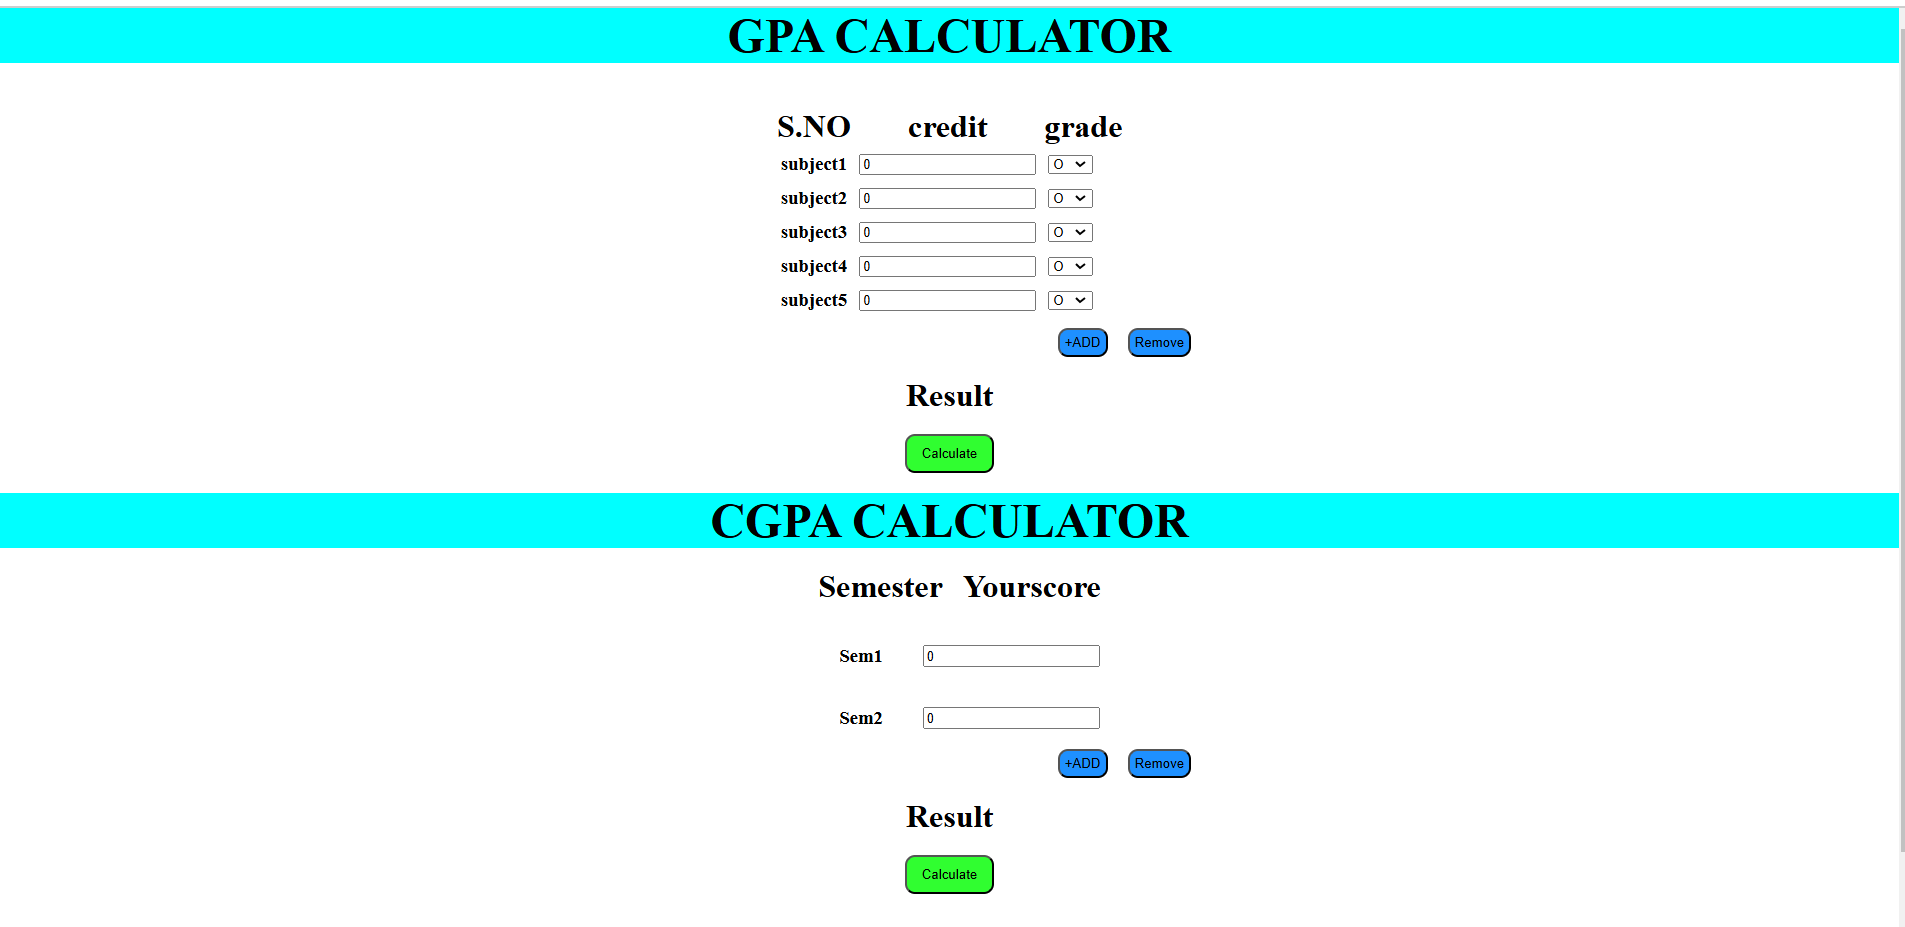 GPA CALCULATOR
S.NO credit grade
subject1 0 O
subject2 0 O
subject3 0 O
subject4 0 O
subject5 0 O
+ADD Remove
Result
Calculate
CGPA CALCULATOR
Semester Yourscore
Sem1 0
Sem2 0
+ADD Remove
Result
Calculate